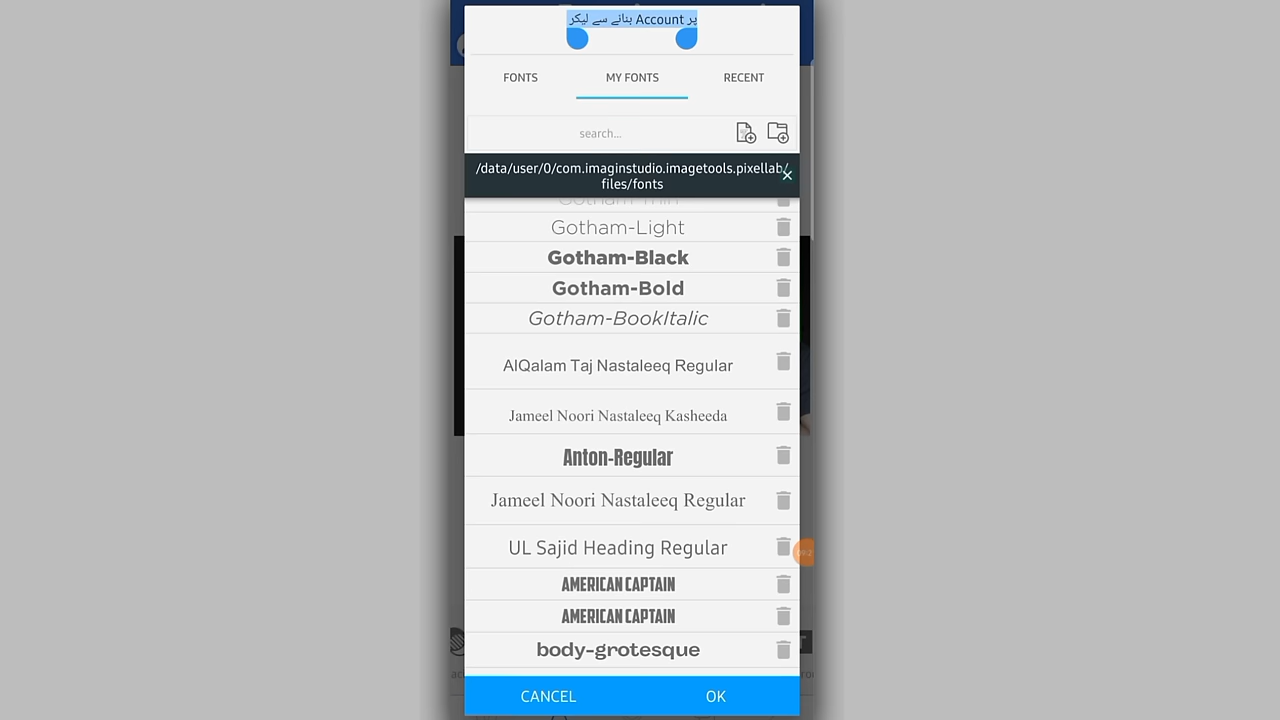 پر Account بنانے سے لیکر
FONTS
MY FONTS
RECENT
search...
/data/user/0/com.imaginstudio.imagetools.pixellab/
files/fonts
Gotham-Thin
Gotham-Light
Gotham-Black
Gotham-Bold
Gotham-BookItalic
AlQalam Taj Nastaleeq Regular
Jameel Noori Nastaleeq Kasheeda
Anton-Regular
Jameel Noori Nastaleeq Regular
UL Sajid Heading Regular
AMERICAN CAPTAIN
AMERICAN CAPTAIN
body-grotesque
CANCEL
OK